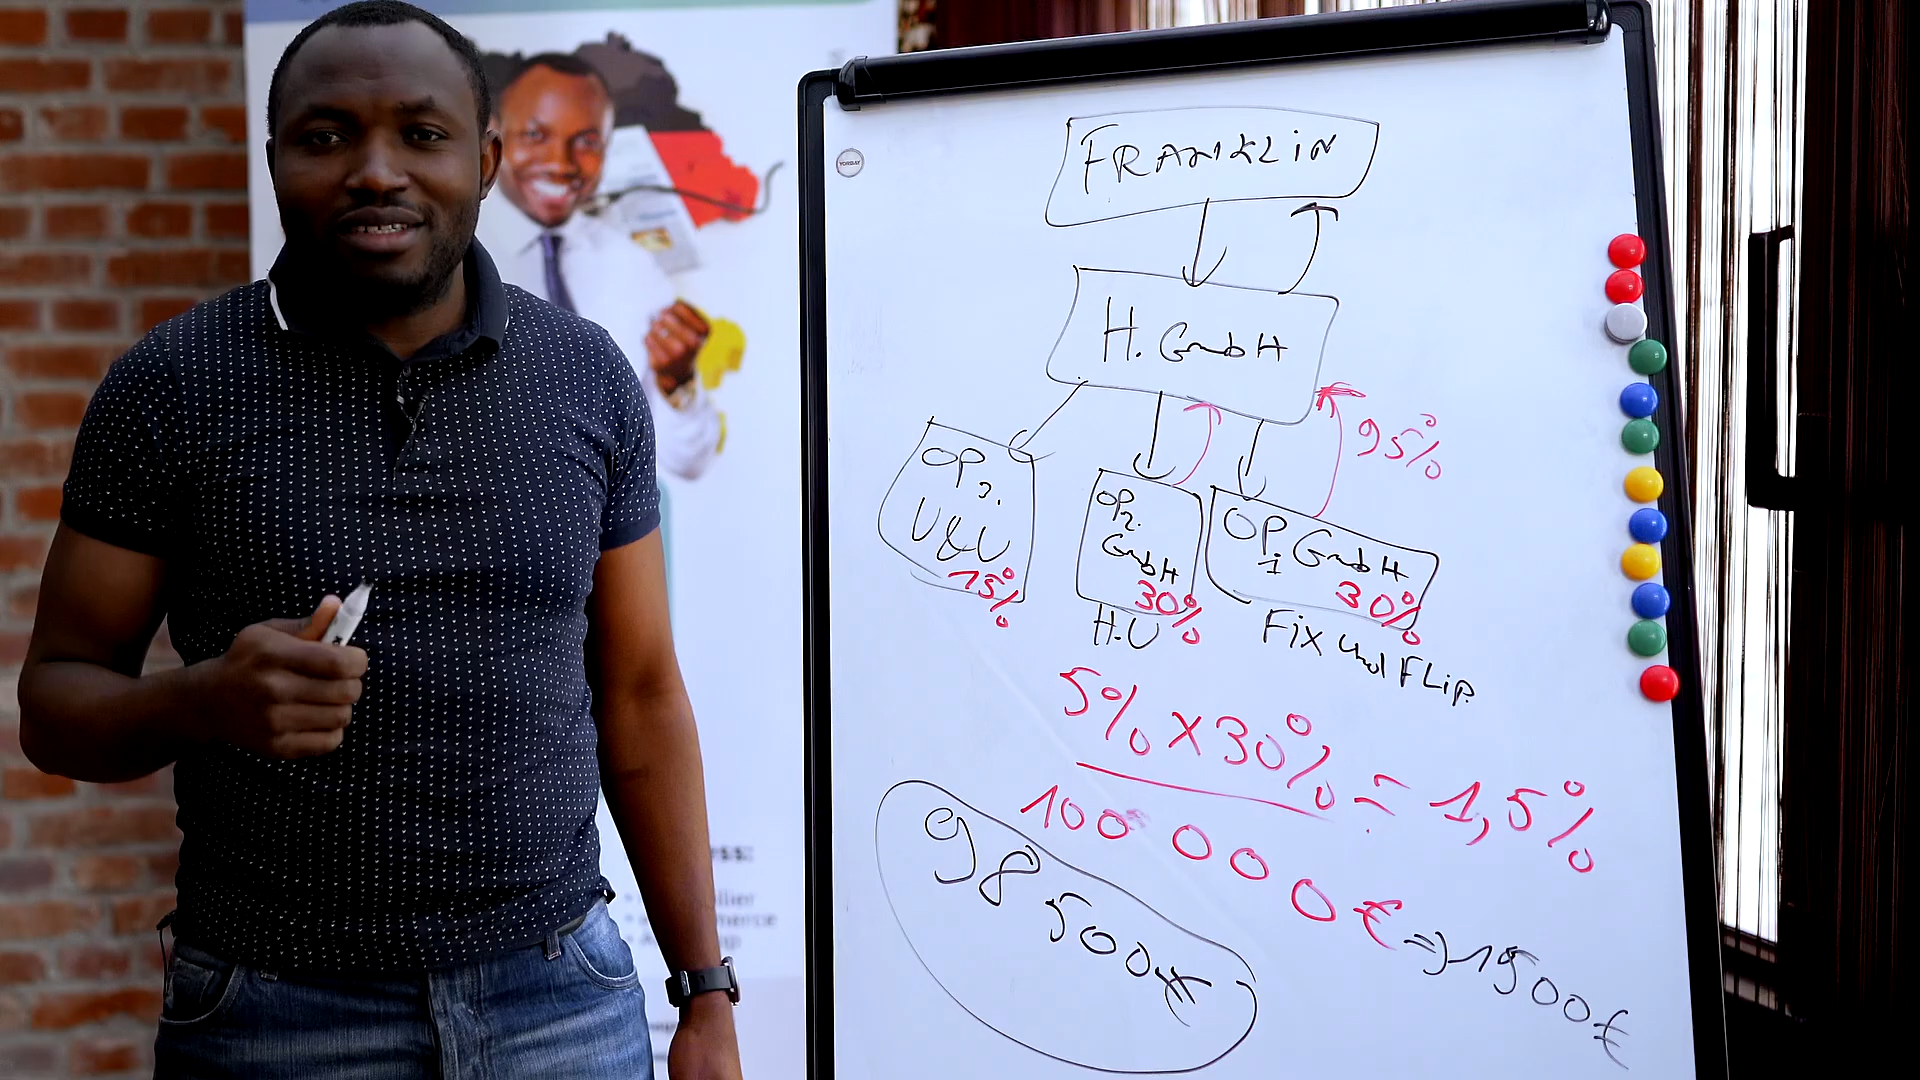 FRANKLIN
H. GmbH
95%
OP
V&V
15%
OP
2.
GmbH
30%
H.V
OP
1
GmbH
30%
Fix und Flip.
5% x 30% = 1,5%
100 000 € => 1500€
98 500 €